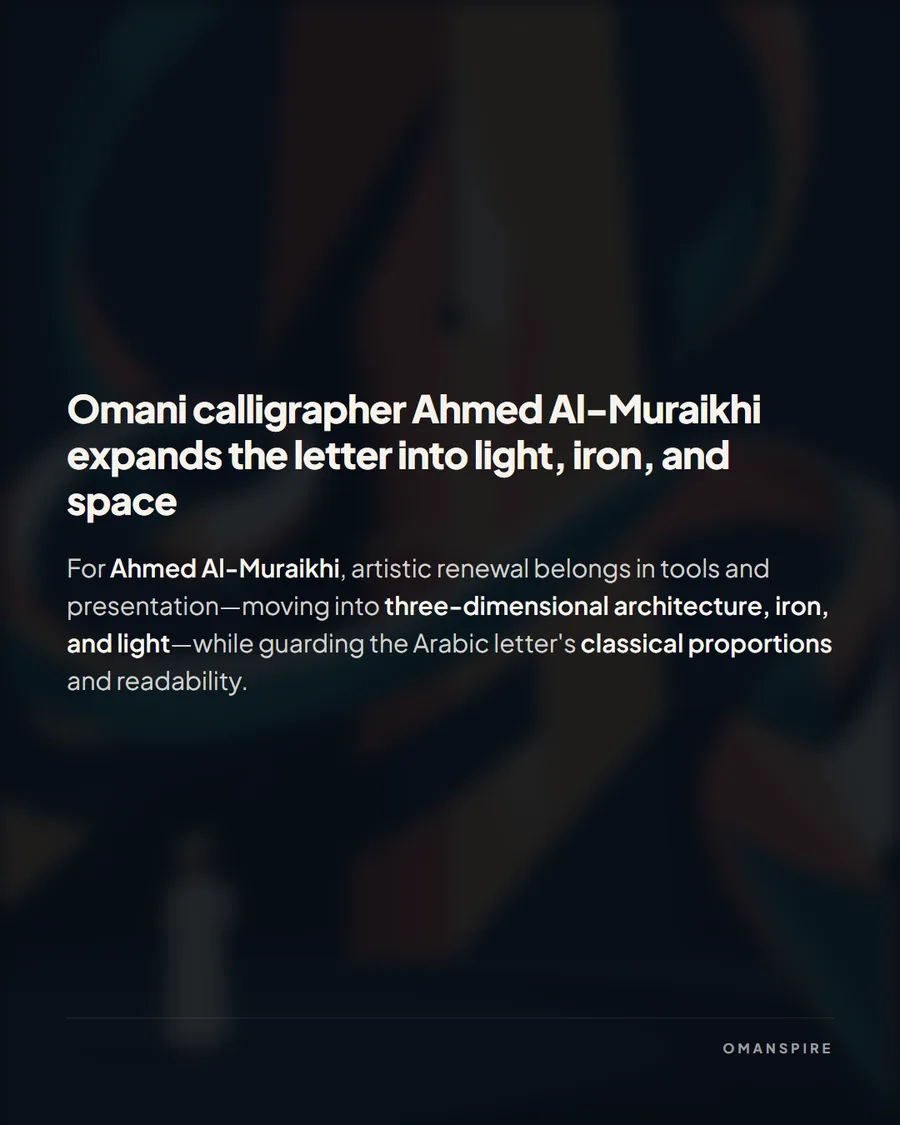 Omani calligrapher Ahmed Al-Muraikhi
expands the letter into light, iron, and
space
For Ahmed Al-Muraikhi, artistic renewal belongs in tools and
presentation—moving into three-dimensional architecture, iron,
and light—while guarding the Arabic letter's classical proportions
and readability.
OMANSPIRE